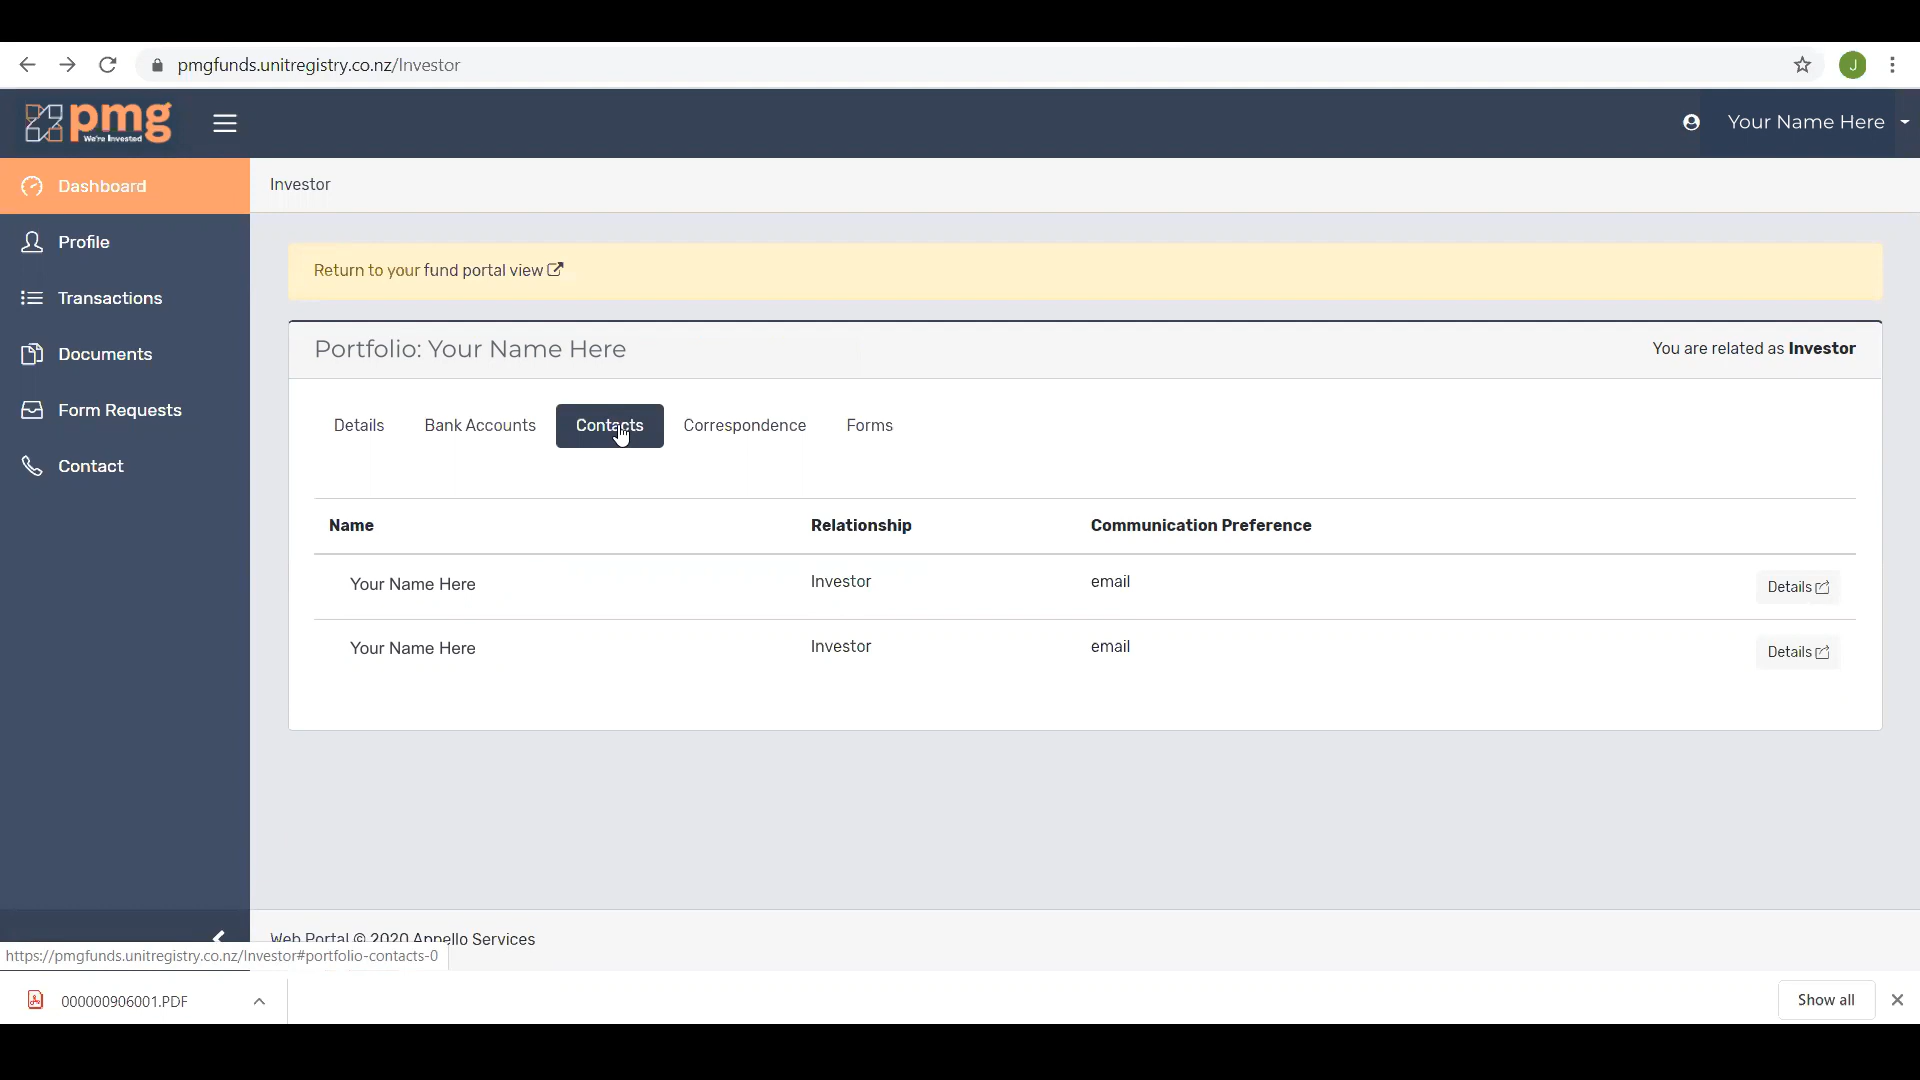 pmgfunds.unitregistry.co.nz/Investor
J
pmg
We're Invested
Your Name Here
Dashboard
Investor
Profile
Return to your fund portal view
Transactions
Portfolio: Your Name Here
You are related as Investor
Documents
Form Requests
Details
Bank Accounts
Contacts
Correspondence
Forms
Contact
Name
Relationship
Communication Preference
Your Name Here
Investor
email
Details
Your Name Here
Investor
email
Details
Web Portal © 2020 Appello Services
https://pmgfunds.unitregistry.co.nz/Investor#portfolio-contacts-0
000000906001.PDF
Show all